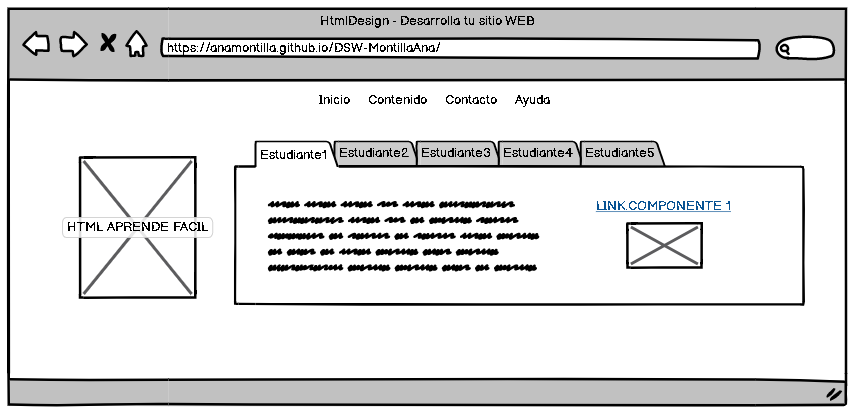 HtmlDesign - Desarrolla tu sitio WEB
https://anamontilla.github.io/DSW-MontillaAna/
Inicio Contenido Contacto Ayuda
Estudiante1 Estudiante2 Estudiante3 Estudiante4 Estudiante5
HTML APRENDE FACIL
LINK.COMPONENTE 1